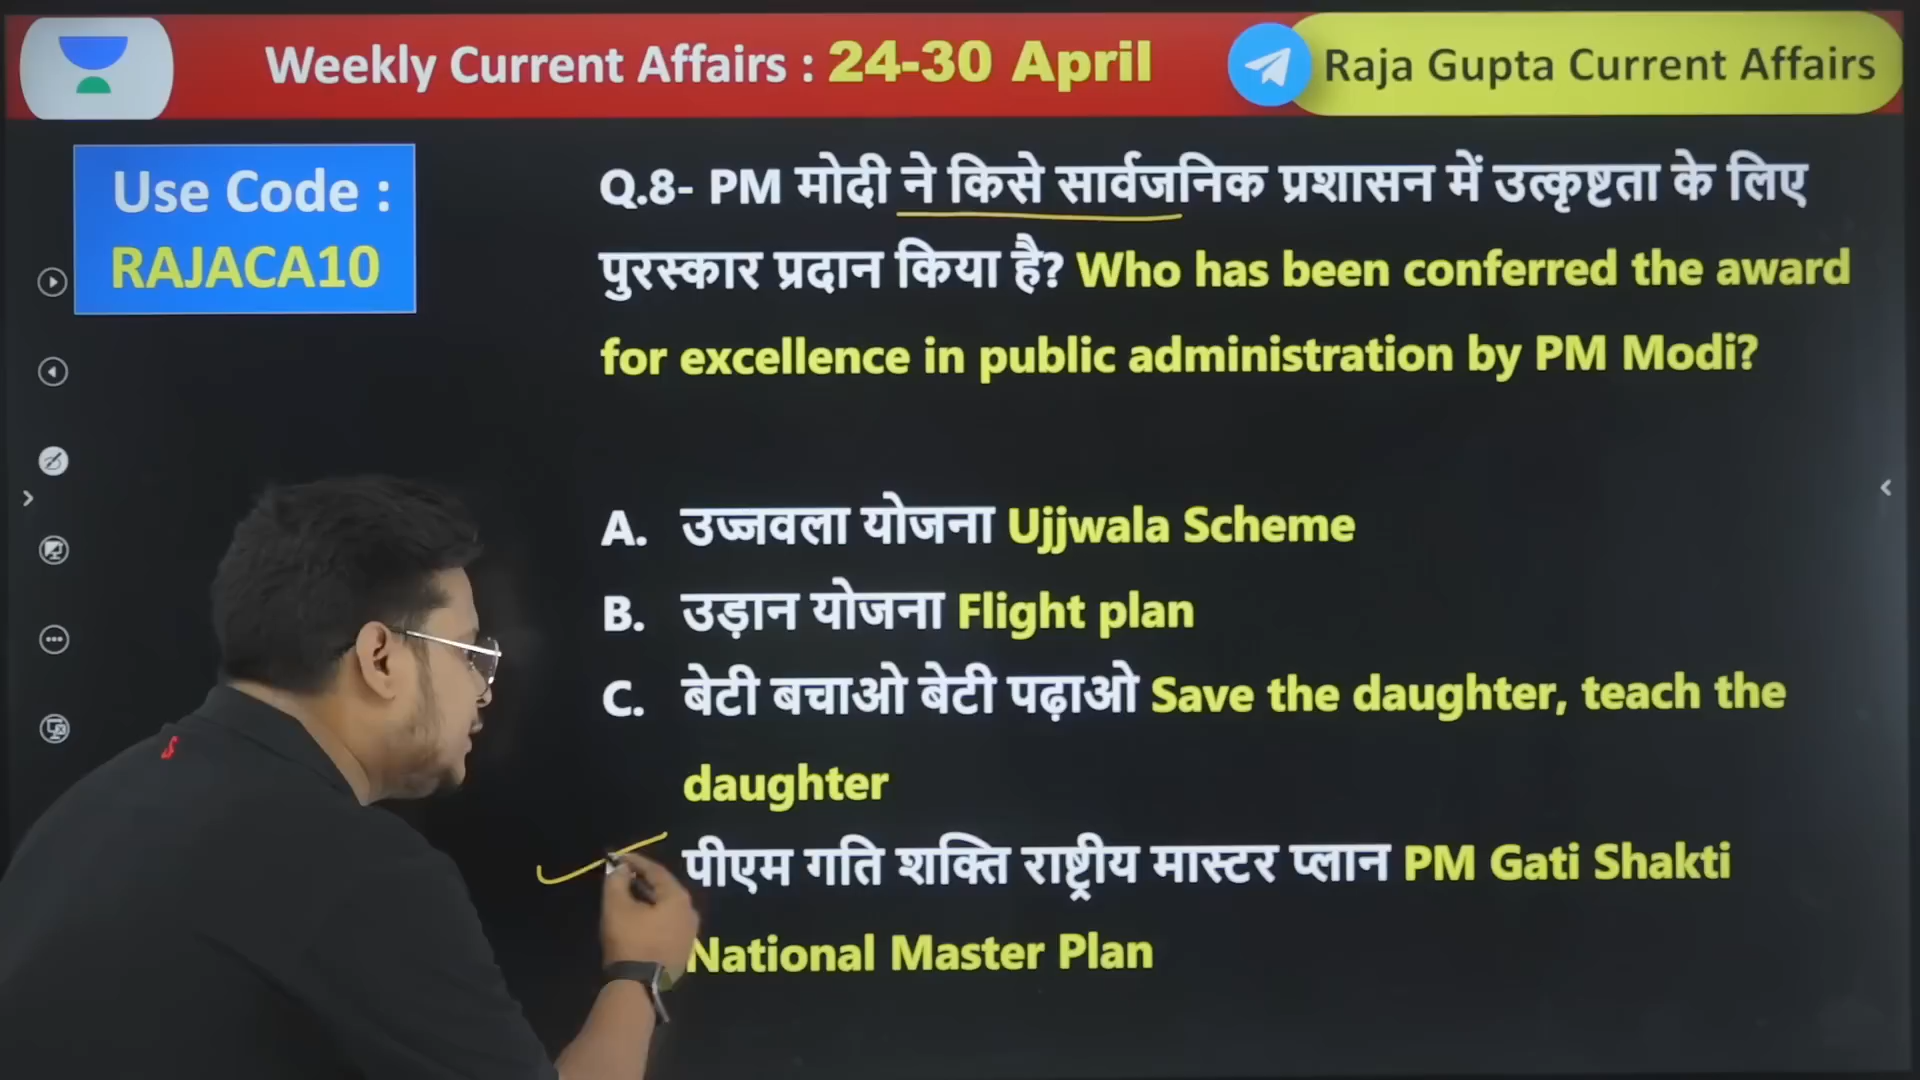 Weekly Current Affairs : 24-30 April
Raja Gupta Current Affairs
Use Code :
RAJACA10
Q.8- PM मोदी ने किसे सार्वजनिक प्रशासन में उत्कृष्टता के लिए
पुरस्कार प्रदान किया है? Who has been conferred the award
for excellence in public administration by PM Modi?
A. उज्जवला योजना Ujjwala Scheme
B. उड़ान योजना Flight plan
C. बेटी बचाओ बेटी पढ़ाओ Save the daughter, teach the
daughter
पीएम गति शक्ति राष्ट्रीय मास्टर प्लान PM Gati Shakti
National Master Plan